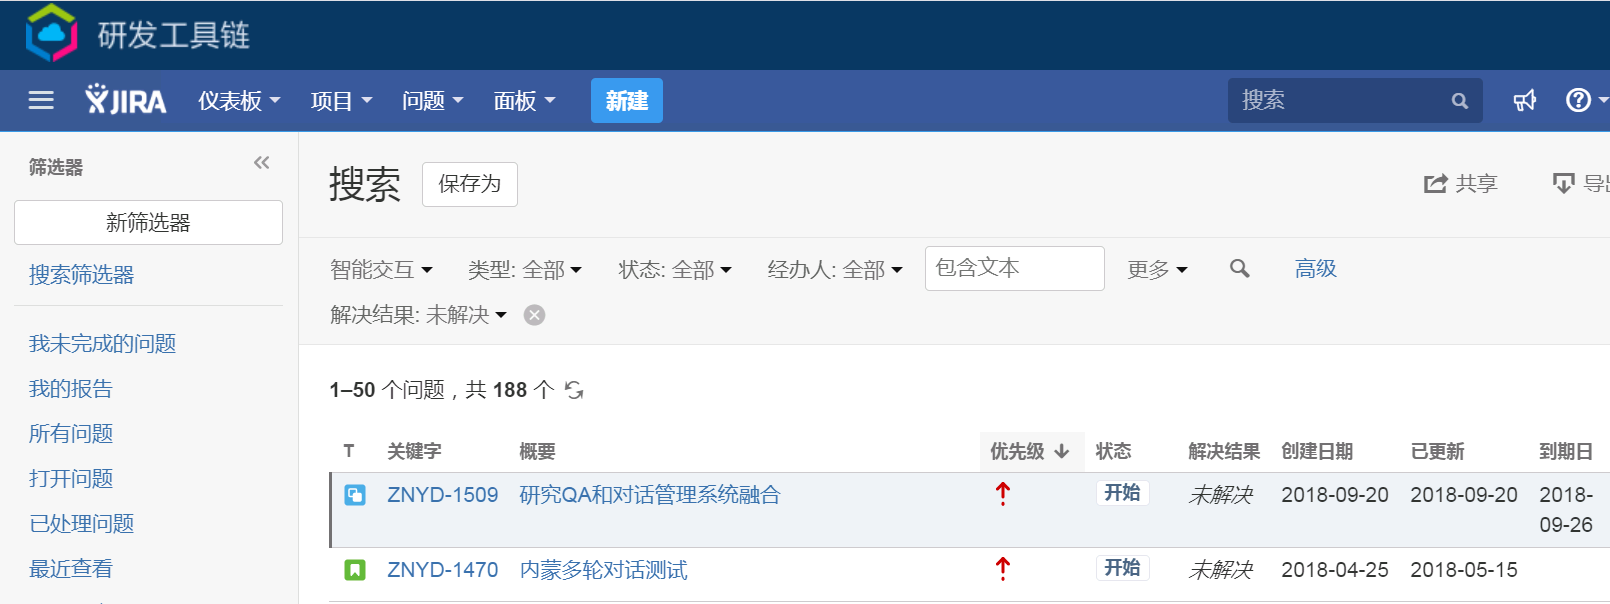 研发工具链
JIRA 仪表板 项目 问题 面板 新建 搜索
筛选器
新筛选器
搜索筛选器
我未完成的问题
我的报告
所有问题
打开问题
已处理问题
最近查看
搜索 保存为 共享
智能交互 类型: 全部 状态: 全部 经办人: 全部 包含文本 更多 高级
解决结果: 未解决
1–50 个问题，共 188 个
T 关键字 概要 优先级 状态 解决结果 创建日期 已更新 到期日
ZNYD-1509 研究QA和对话管理系统融合 开始 未解决 2018-09-20 2018-09-20 2018-
09-26
ZNYD-1470 内蒙多轮对话测试 开始 未解决 2018-04-25 2018-05-15